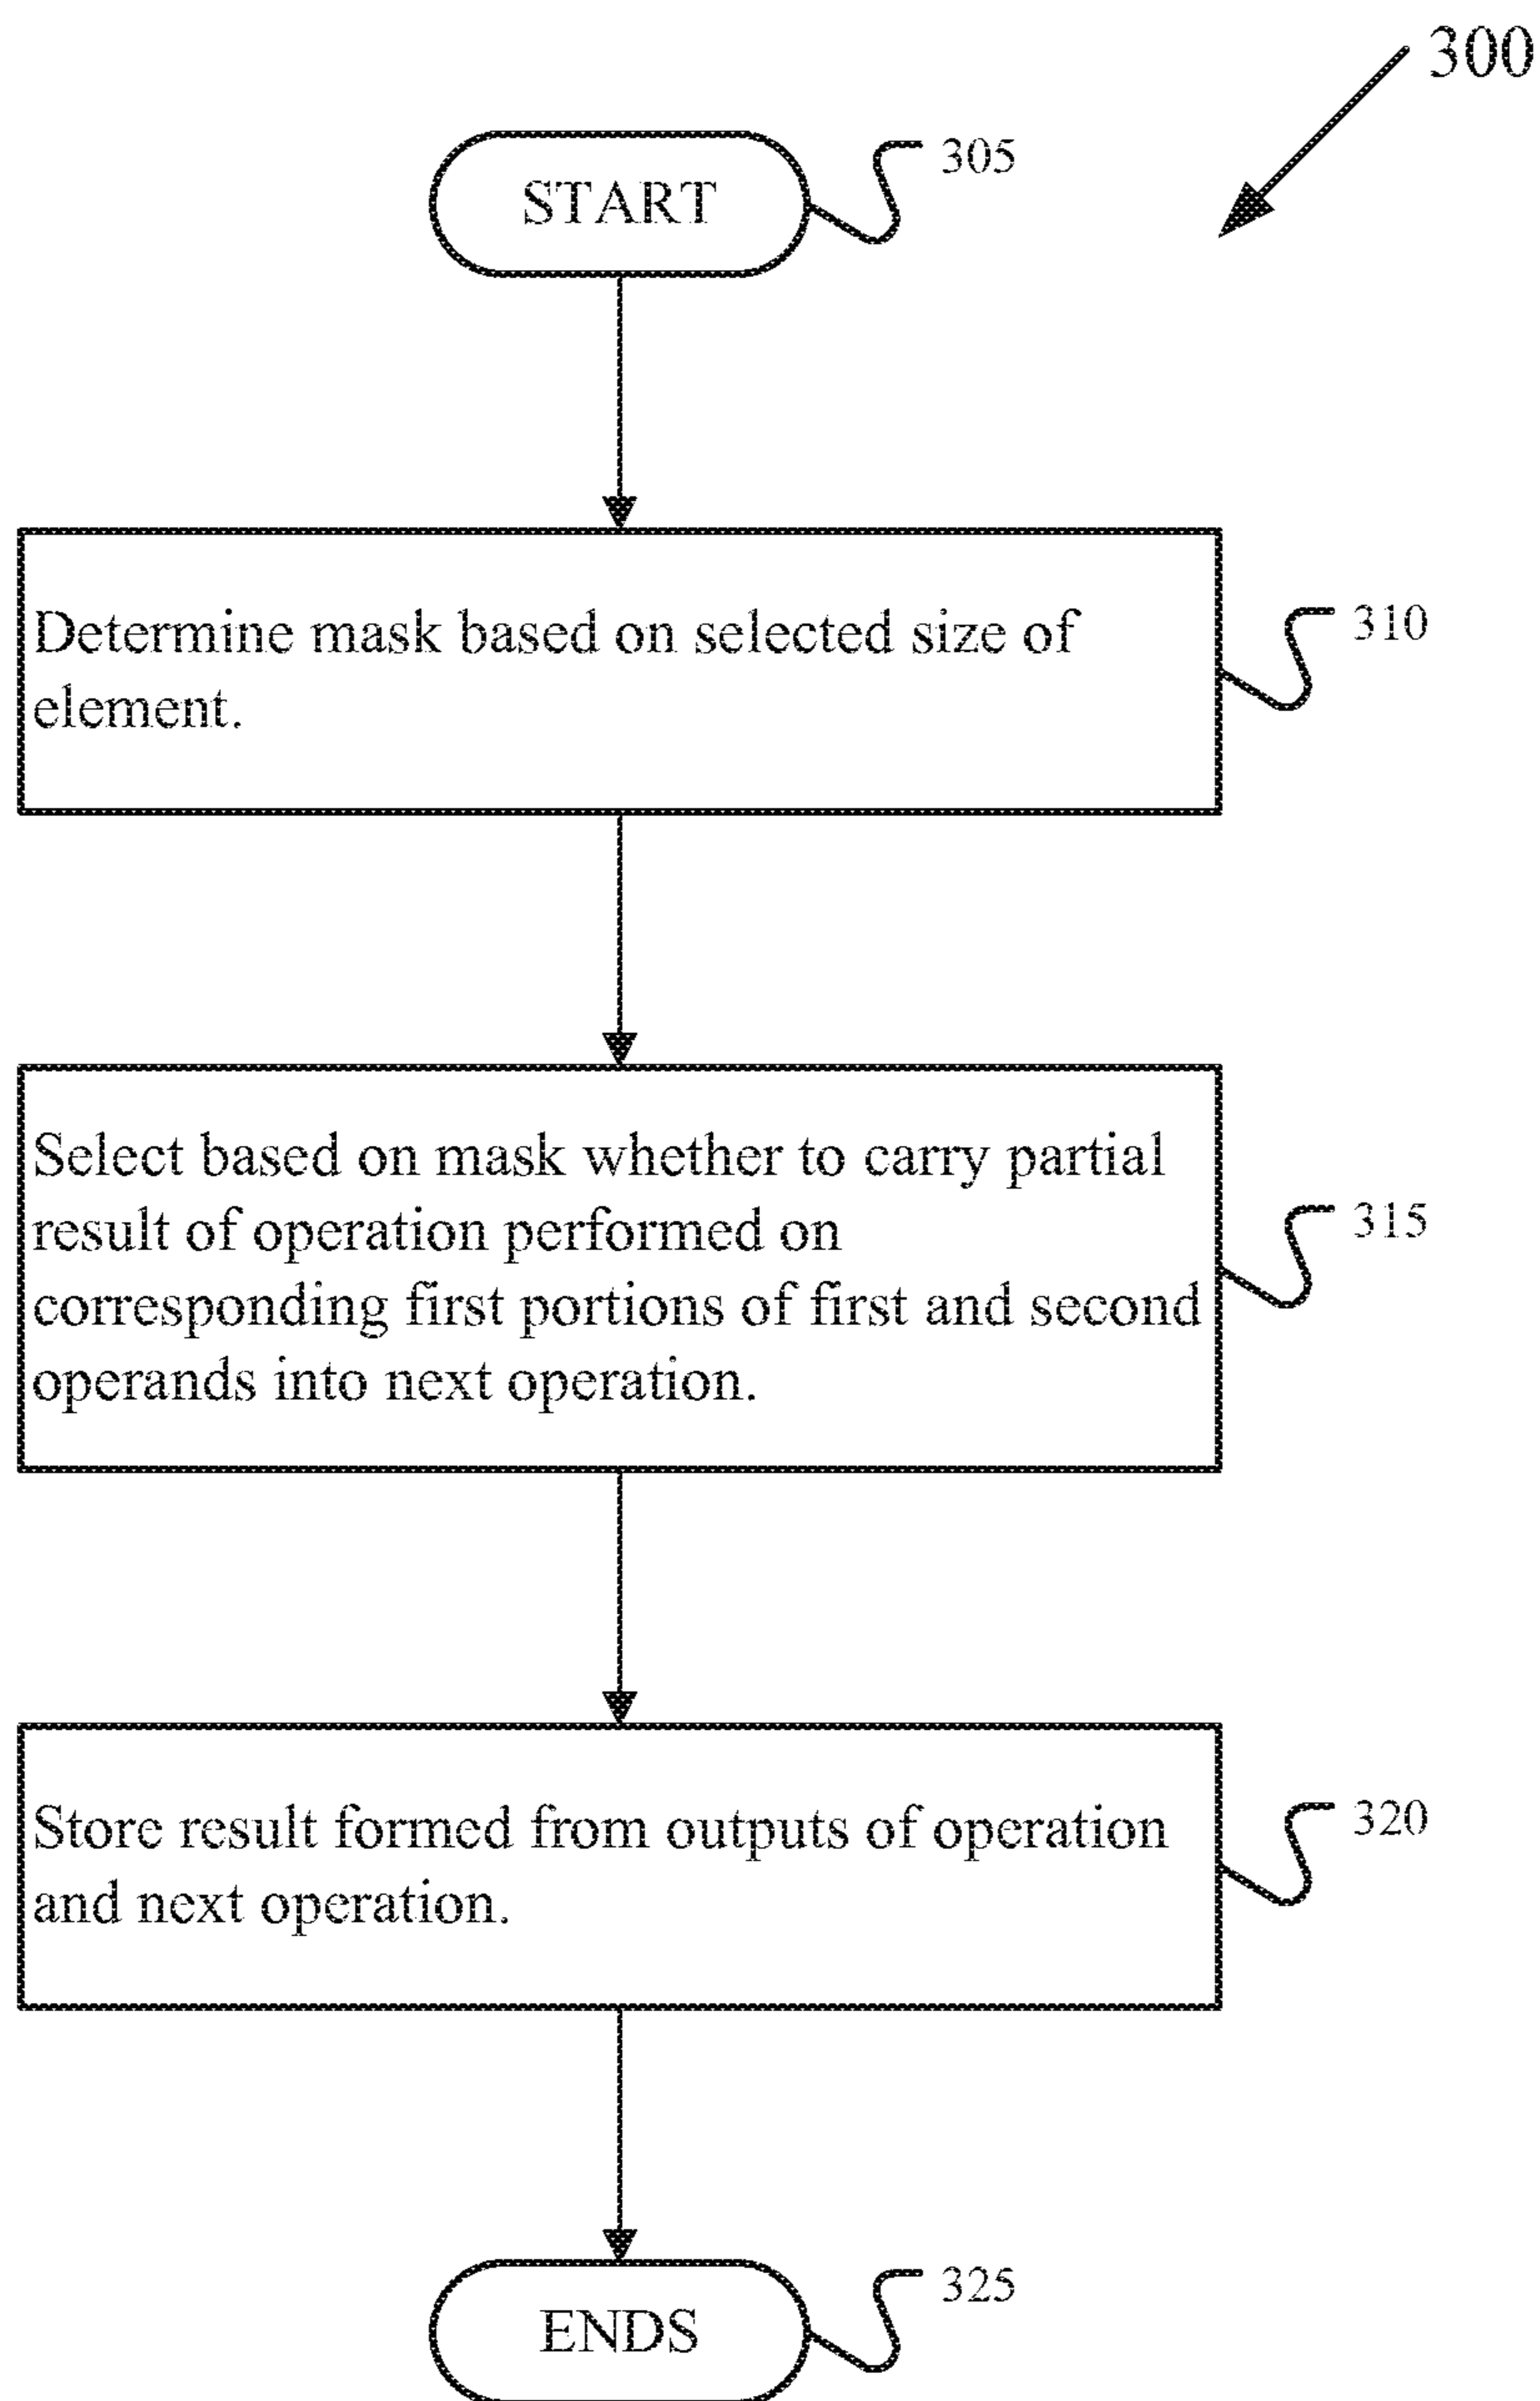 300
START
305
Determine mask based on selected size of
element.
310
Select based on mask whether to carry partial
result of operation performed on
corresponding first portions of first and second
operands into next operation.
315
Store result formed from outputs of operation
and next operation.
320
ENDS
325